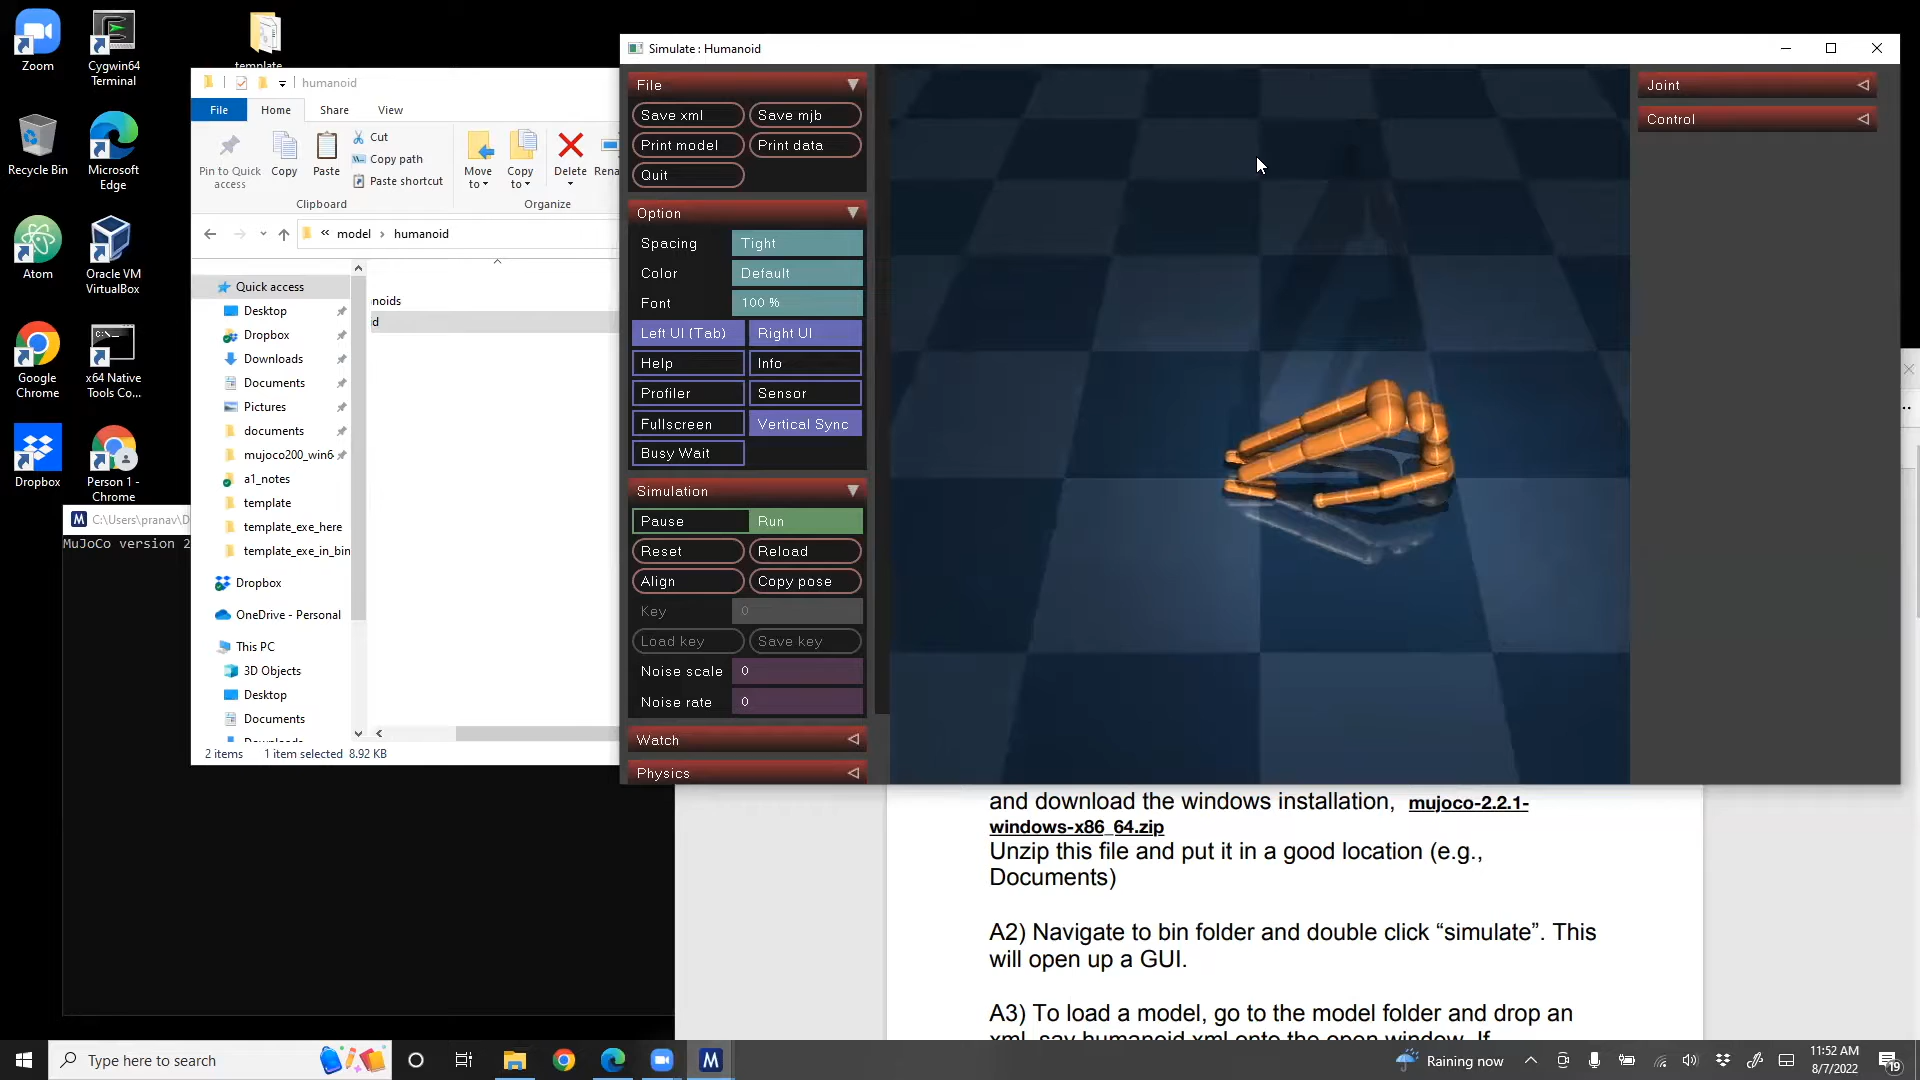 Zoom
Cygwin64
Terminal
template
Recycle Bin
Microsoft
Edge
Atom
Oracle VM
VirtualBox
Google
Chrome
x64 Native
Tools Co...
Dropbox
Person 1 -
Chrome
humanoid
File
Home
Share
View
Pin to Quick
access
Copy
Paste
Cut
Copy path
Paste shortcut
Clipboard
Move
to
Copy
to
Delete
Organize
« model › humanoid
Quick access
Desktop
Dropbox
Downloads
Documents
Pictures
documents
a1_notes
template
template_exe_here
template_exe_in_bin
Dropbox
OneDrive - Personal
This PC
3D Objects
Desktop
Documents
2 items
1 item selected 8.92 KB
C:\Users\pranav\D
MuJoCo version 2
Simulate : Humanoid
File
Save xml
Save mjb
Print model
Print data
Quit
Option
Spacing Tight
Color Default
Font 100 %
Left UI (Tab)
Right UI
Help
Info
Profiler
Sensor
Fullscreen
Vertical Sync
Busy Wait
Simulation
Pause
Run
Reset
Reload
Align
Copy pose
Key 0
Load key
Save key
Noise scale 0
Noise rate 0
Watch
Physics
Joint
Control
and download the windows installation, mujoco-2.2.1-
windows-x86_64.zip
Unzip this file and put it in a good location (e.g.,
Documents)
A2) Navigate to bin folder and double click “simulate”. This
will open up a GUI.
A3) To load a model, go to the model folder and drop an
xml, say humanoid.xml onto the open window. If
Type here to search
Raining now
11:52 AM
8/7/2022
19